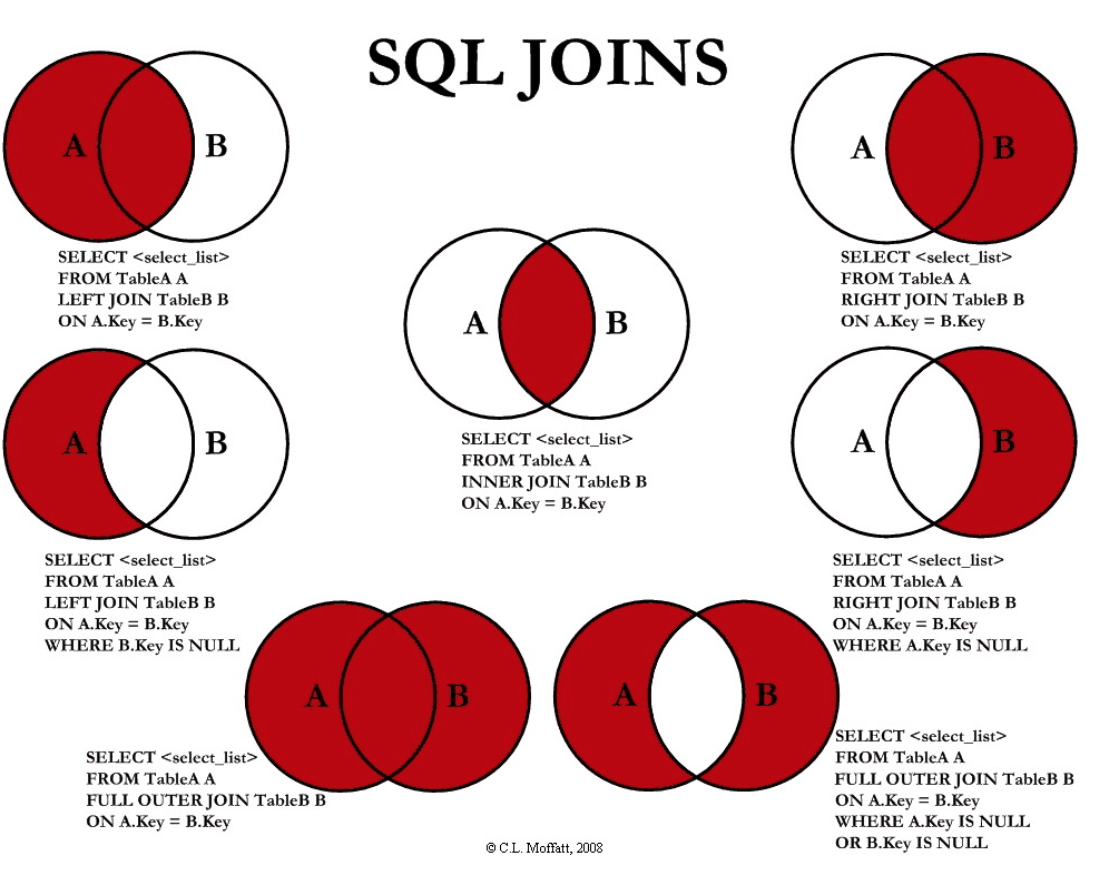 SQL JOINS
A B
SELECT <select_list>
FROM TableA A
LEFT JOIN TableB B
ON A.Key = B.Key
A B
SELECT <select_list>
FROM TableA A
RIGHT JOIN TableB B
ON A.Key = B.Key
A B
SELECT <select_list>
FROM TableA A
INNER JOIN TableB B
ON A.Key = B.Key
A B
SELECT <select_list>
FROM TableA A
LEFT JOIN TableB B
ON A.Key = B.Key
WHERE B.Key IS NULL
A B
SELECT <select_list>
FROM TableA A
RIGHT JOIN TableB B
ON A.Key = B.Key
WHERE A.Key IS NULL
A B
SELECT <select_list>
FROM TableA A
FULL OUTER JOIN TableB B
ON A.Key = B.Key
A B
SELECT <select_list>
FROM TableA A
FULL OUTER JOIN TableB B
ON A.Key = B.Key
WHERE A.Key IS NULL
OR B.Key IS NULL
© C.L. Moffatt, 2008